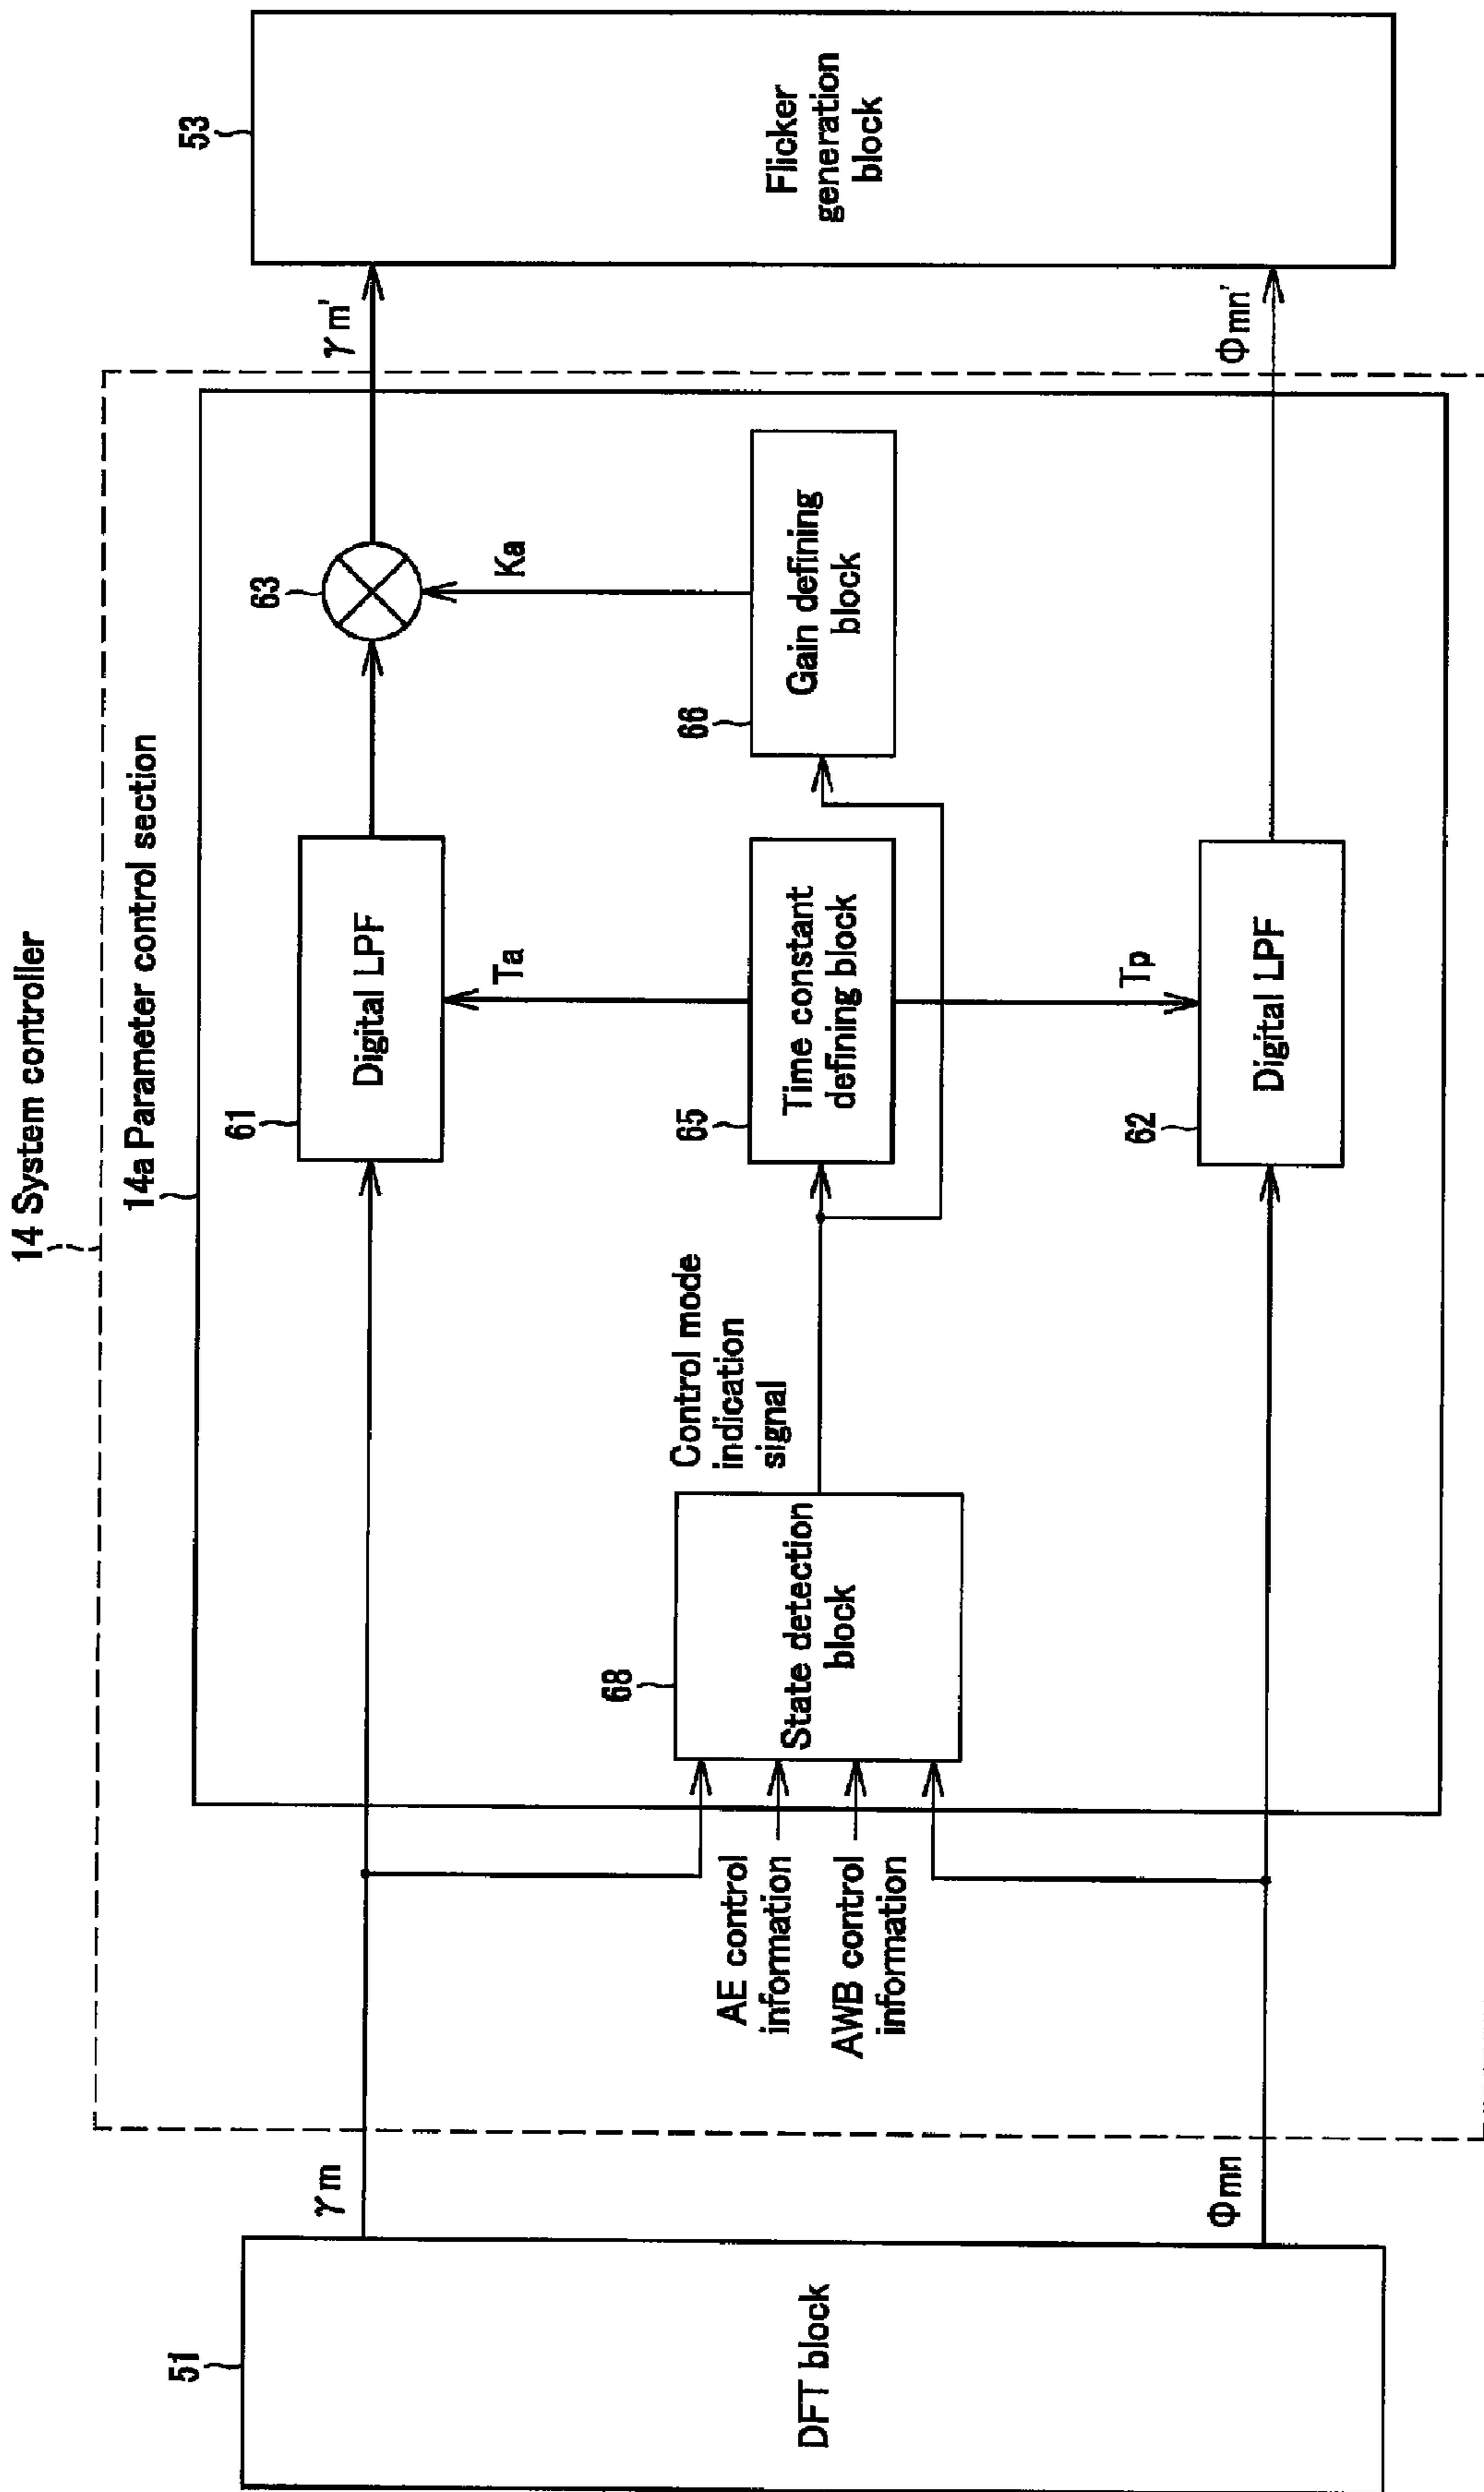 14 System controller
14a Parameter control section
51
DFT block
γm
Φmn
AE control
information
AWB control
information
68
State detection
block
Control mode
indication
signal
61
Digital LPF
Ta
65
Time constant
defining block
Tp
62
Digital LPF
63
Ka
66
Gain defining
block
γm'
Φmn'
53
Flicker
generation
block